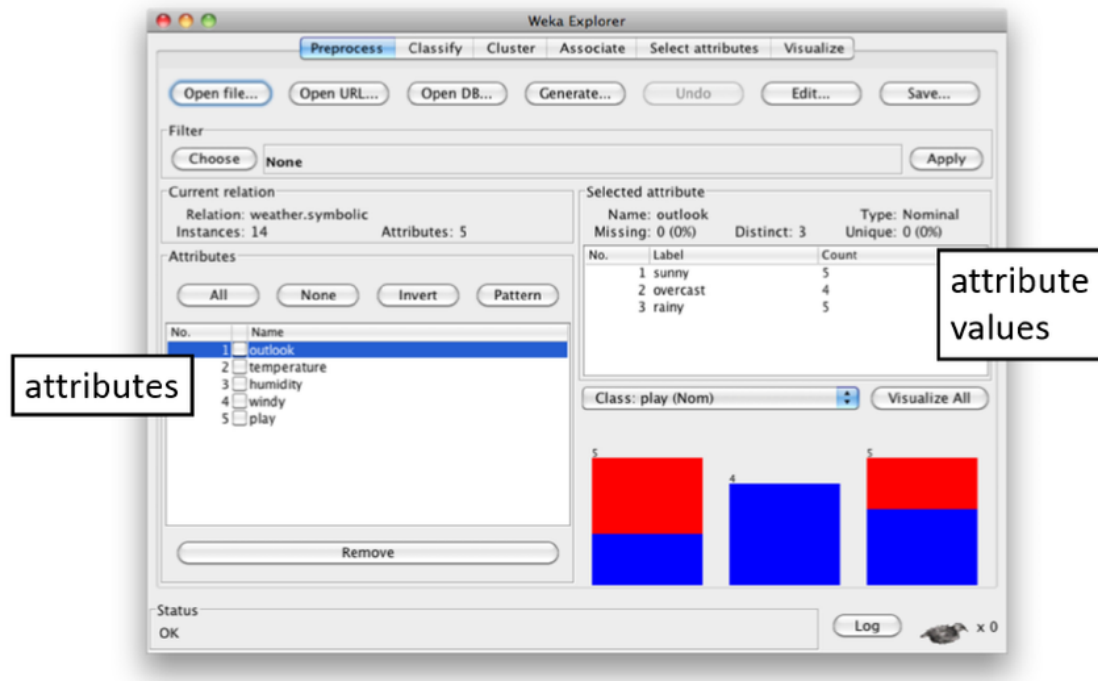 Weka Explorer
Preprocess Classify Cluster Associate Select attributes Visualize
Open file... Open URL... Open DB... Generate... Undo Edit... Save...
Filter
Choose None Apply
Current relation
Relation: weather.symbolic
Instances: 14 Attributes: 5
Attributes
All None Invert Pattern
No. Name
1 outlook
2 temperature
3 humidity
4 windy
5 play
Remove
attributes
Selected attribute
Name: outlook Type: Nominal
Missing: 0 (0%) Distinct: 3 Unique: 0 (0%)
No. Label Count
1 sunny 5
2 overcast 4
3 rainy 5
attribute
values
Class: play (Nom) Visualize All
5 4 5
Status
OK
Log x 0